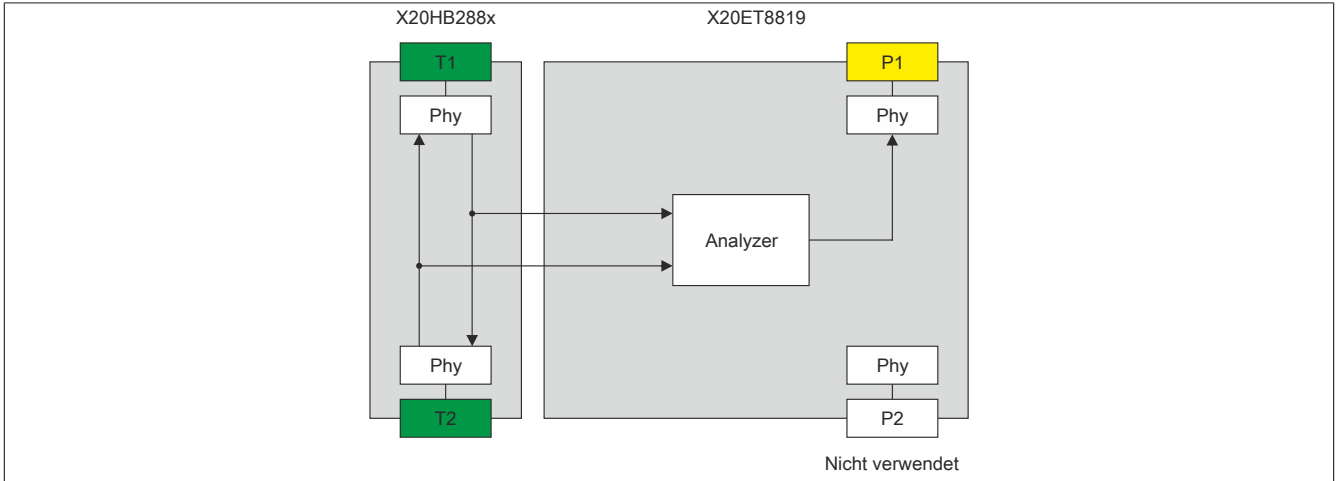 X20HB288x
X20ET8819
T1
P1
Phy
Phy
Analyzer
Phy
Phy
T2
P2
Nicht verwendet